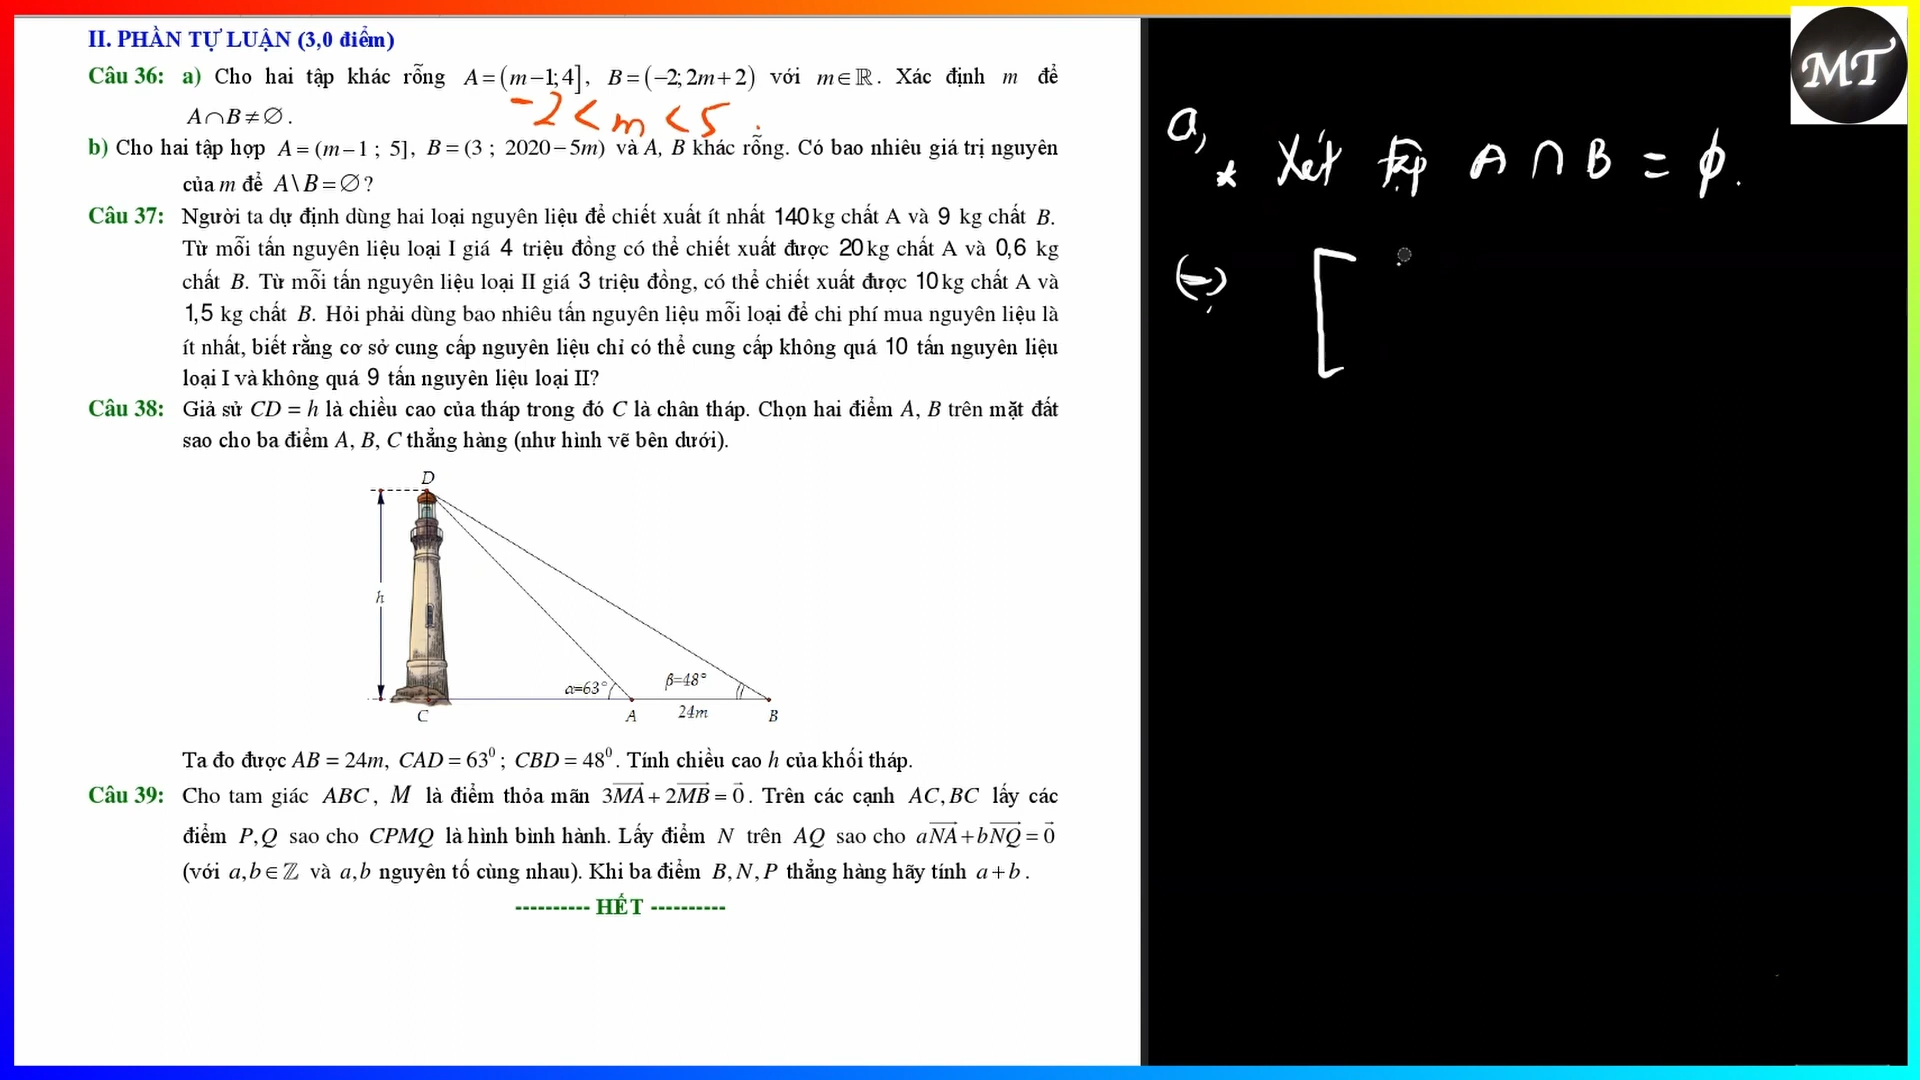 II. PHẦN TỰ LUẬN (3,0 điểm)
Câu 36: a) Cho hai tập khác rỗng A = (m−1; 4], B = (−2; 2m+2) với m ∈ ℝ. Xác định m để
A ∩ B ≠ ∅.
−2 < m < 5.
b) Cho hai tập hợp A = (m−1 ; 5], B = (3 ; 2020−5m) và A, B khác rỗng. Có bao nhiêu giá trị nguyên
của m để A \ B = ∅?
Câu 37: Người ta dự định dùng hai loại nguyên liệu để chiết xuất ít nhất 140kg chất A và 9 kg chất B.
Từ mỗi tấn nguyên liệu loại I giá 4 triệu đồng có thể chiết xuất được 20kg chất A và 0,6 kg
chất B. Từ mỗi tấn nguyên liệu loại II giá 3 triệu đồng, có thể chiết xuất được 10kg chất A và
1,5 kg chất B. Hỏi phải dùng bao nhiêu tấn nguyên liệu mỗi loại để chi phí mua nguyên liệu là
ít nhất, biết rằng cơ sở cung cấp nguyên liệu chỉ có thể cung cấp không quá 10 tấn nguyên liệu
loại I và không quá 9 tấn nguyên liệu loại II?
Câu 38: Giả sử CD = h là chiều cao của tháp trong đó C là chân tháp. Chọn hai điểm A, B trên mặt đất
sao cho ba điểm A, B, C thẳng hàng (như hình vẽ bên dưới).
D
h
α=63° β=48°
C A 24m B
Ta đo được AB = 24m, CAD = 63⁰; CBD = 48⁰. Tính chiều cao h của khối tháp.
Câu 39: Cho tam giác ABC, M là điểm thỏa mãn 3MA⃗ + 2MB⃗ = 0⃗. Trên các cạnh AC, BC lấy các
điểm P, Q sao cho CPMQ là hình bình hành. Lấy điểm N trên AQ sao cho aNA⃗ + bNQ⃗ = 0⃗
(với a, b ∈ ℤ và a, b nguyên tố cùng nhau). Khi ba điểm B, N, P thẳng hàng hãy tính a + b.
---------- HẾT ----------
MT
a,
* Xét tập A ∩ B = ∅.